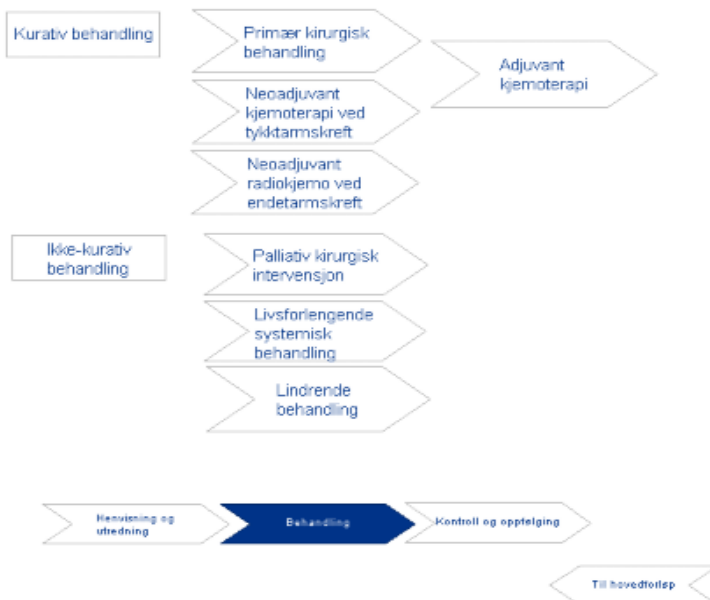 Kurativ behandling
Primær kirurgisk
behandling
Adjuvant
kjemoterapi
Neoadjuvant
kjemoterapi ved
tykktarmskreft
Neoadjuvant
radiokjemo ved
endetarmskreft
Ikke-kurativ
behandling
Palliativ kirurgisk
intervensjon
Livsforlengende
systemisk
behandling
Lindrende
behandling
Henvisning og
utredning
Behandling
Kontroll og oppfølging
Till hovedforløp